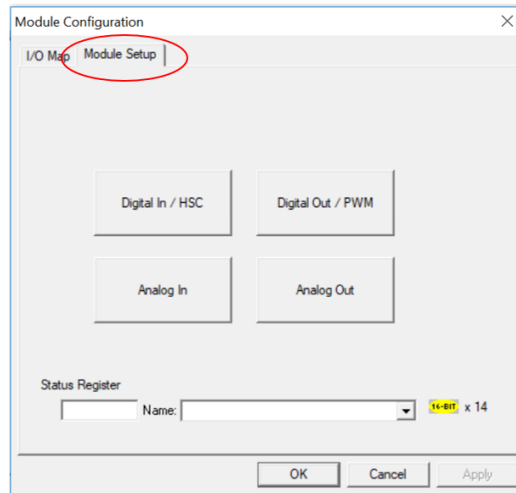 Module Configuration
I/O Map Module Setup
Digital In / HSC Digital Out / PWM
Analog In Analog Out
Status Register
Name: 16-BIT x 14
OK Cancel Apply